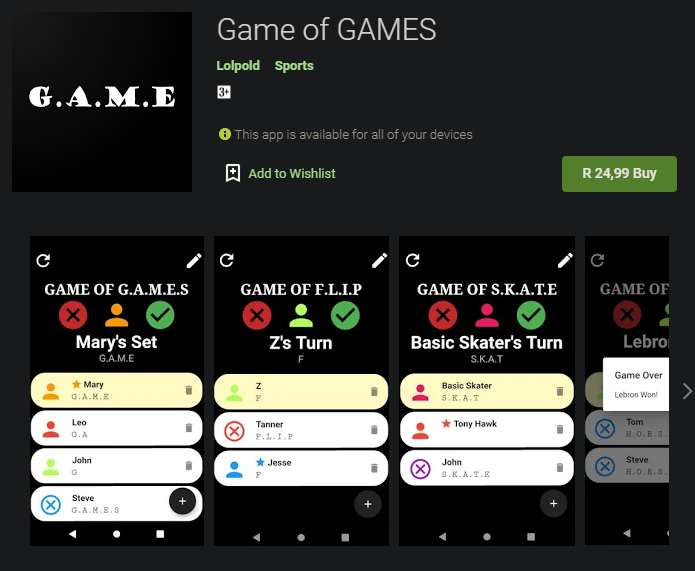 G.A.M.E
Game of GAMES
Lolpold Sports
3+
This app is available for all of your devices
Add to Wishlist
R 24,99 Buy
GAME OF G.A.M.E.S
Mary's Set
G.A.M.E
Mary
G.A.M.E
Leo
G.A
John
G
Steve
G.A.M.E.S
+
GAME OF F.L.I.P
Z's Turn
F
Z
F
Tanner
F.L.I.P
Jesse
F
+
GAME OF S.K.A.T.E
Basic Skater's Turn
S.K.A.T
Basic Skater
S.K.A.T
Tony Hawk
John
S.K.A.T.E
+
GAME OF
Lebro
Game Over
Lebron Won!
Tom
H.O.R.S.
Steve
H.O.R.S.